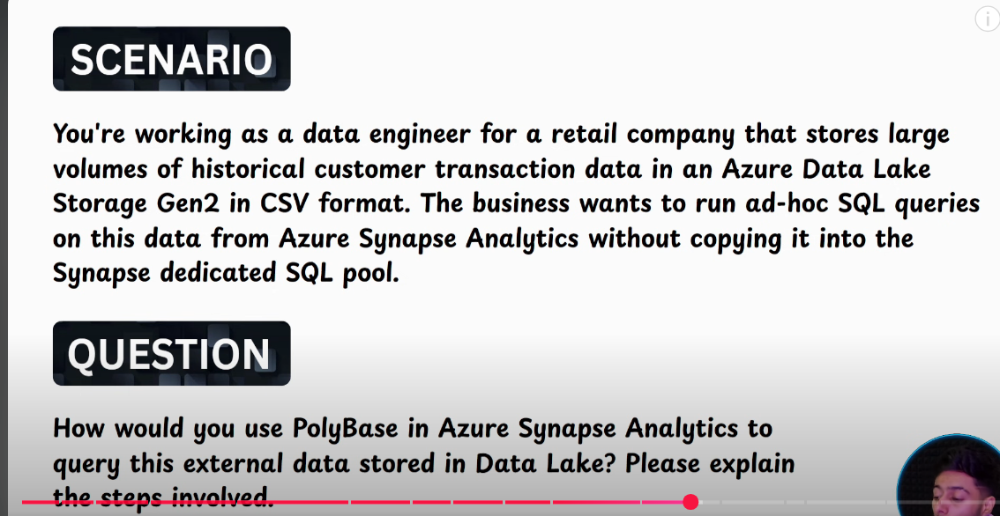 SCENARIO
You're working as a data engineer for a retail company that stores large
volumes of historical customer transaction data in an Azure Data Lake
Storage Gen2 in CSV format. The business wants to run ad-hoc SQL queries
on this data from Azure Synapse Analytics without copying it into the
Synapse dedicated SQL pool.
QUESTION
How would you use PolyBase in Azure Synapse Analytics to
query this external data stored in Data Lake? Please explain
the steps involved.